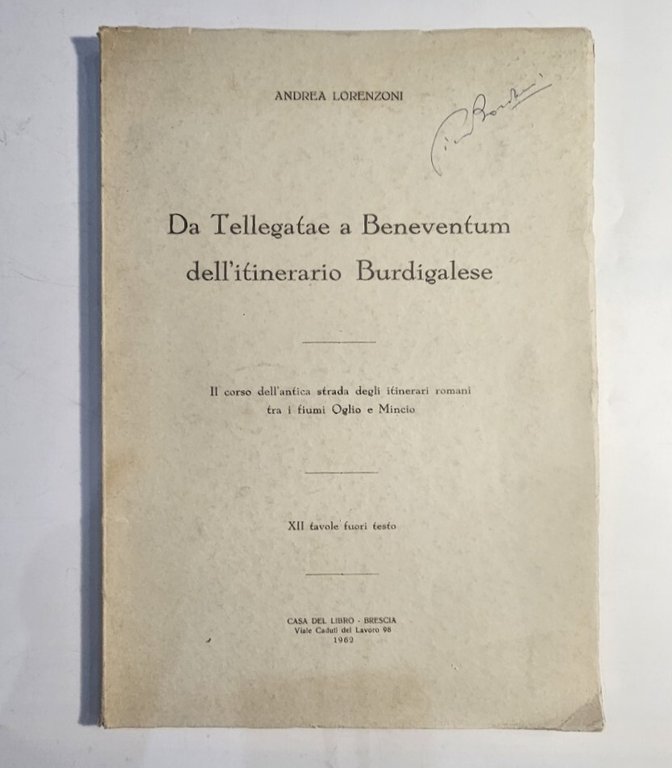 ANDREA LORENZONI
Da Tellegatae a Beneventum
dell'itinerario Burdigalese
Il corso dell'antica strada degli itinerari romani
tra i fiumi Oglio e Mincio
XII tavole fuori testo
CASA DEL LIBRO - BRESCIA
Viale Caduti del Lavoro 98
1962